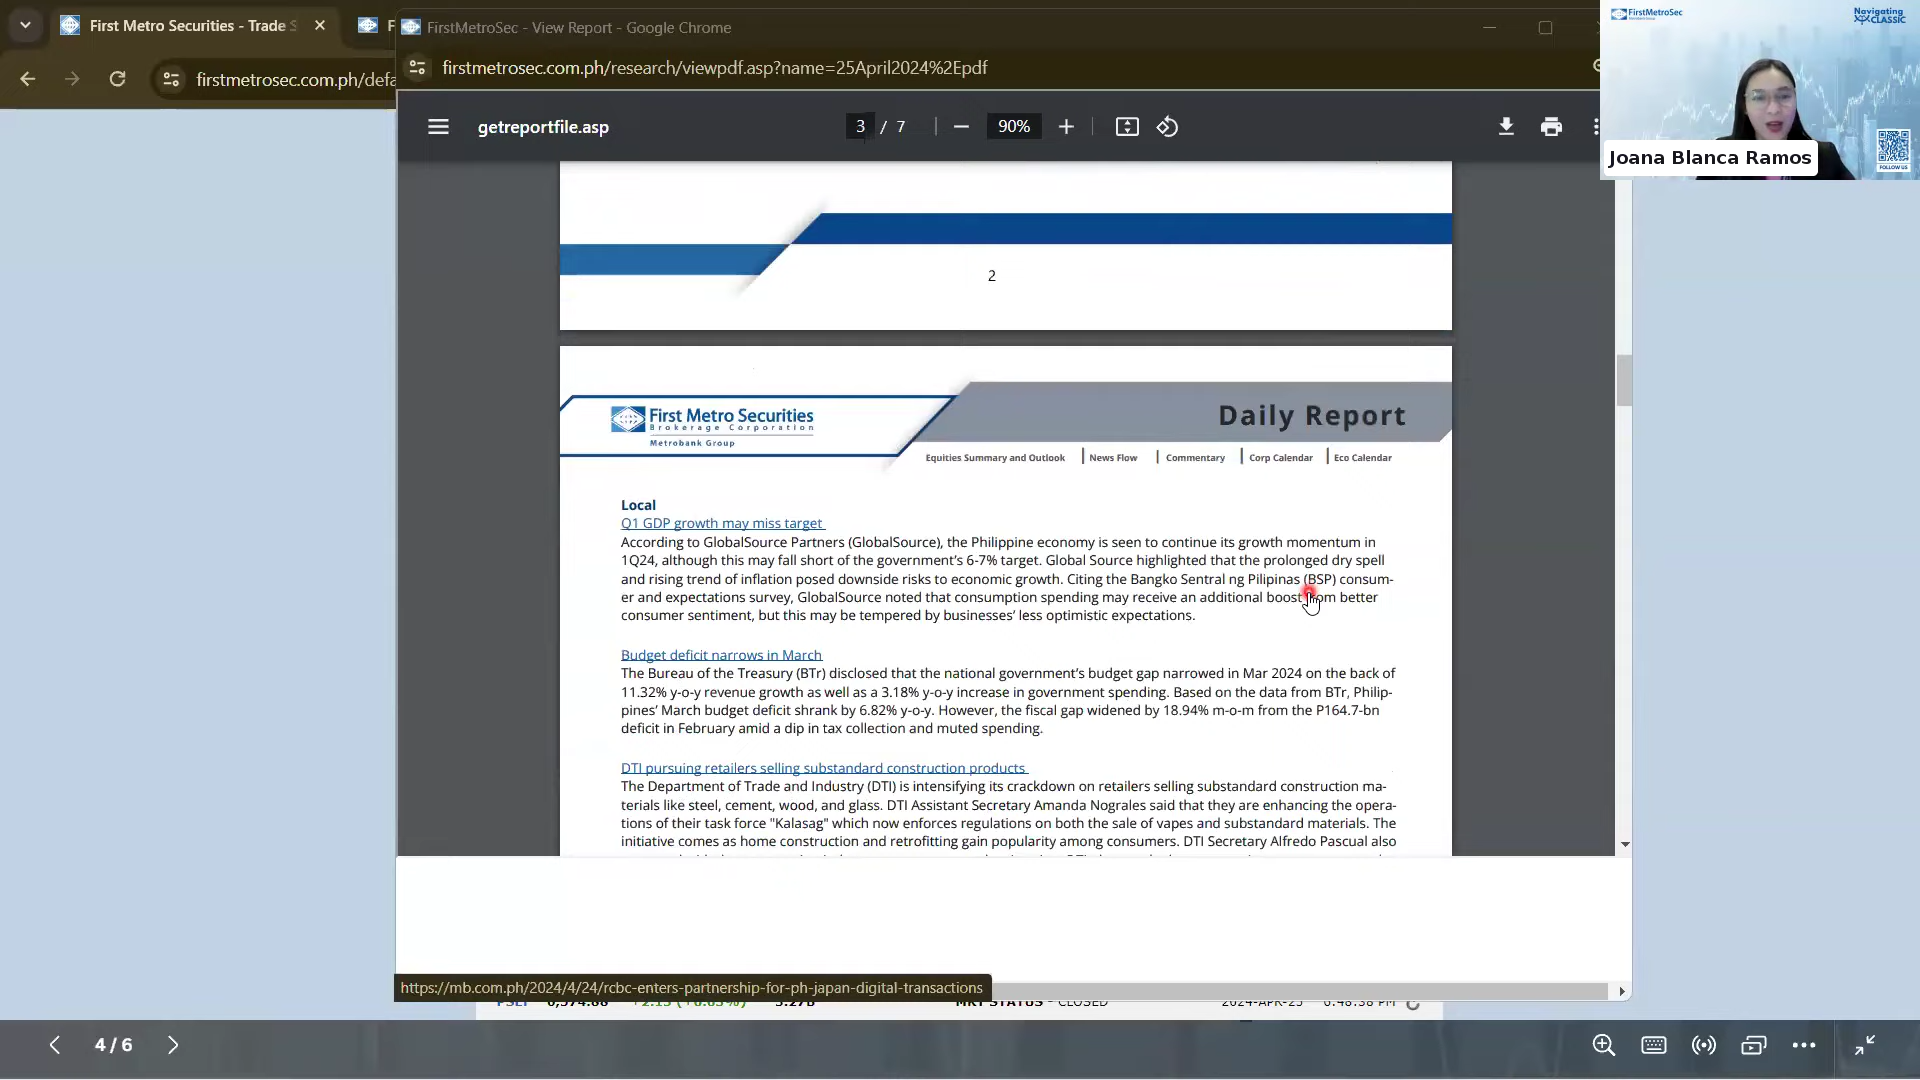 First Metro Securities - Trade S
F
FirstMetroSec - View Report - Google Chrome
firstmetrosec.com.ph/defa
firstmetrosec.com.ph/research/viewpdf.asp?name=25April2024%2Epdf
FirstMetroSec
Navigating
CLASSIC
FOLLOW US
Joana Blanca Ramos
getreportfile.asp
3 / 7
90%
2
First Metro Securities
Brokerage Corporation
Metrobank Group
Daily Report
Equities Summary and Outlook | News Flow | Commentary | Corp Calendar | Eco Calendar
Local
Q1 GDP growth may miss target
According to GlobalSource Partners (GlobalSource), the Philippine economy is seen to continue its growth momentum in
1Q24, although this may fall short of the government’s 6-7% target. Global Source highlighted that the prolonged dry spell
and rising trend of inflation posed downside risks to economic growth. Citing the Bangko Sentral ng Pilipinas (BSP) consum-
er and expectations survey, GlobalSource noted that consumption spending may receive an additional boost from better
consumer sentiment, but this may be tempered by businesses’ less optimistic expectations.
Budget deficit narrows in March
The Bureau of the Treasury (BTr) disclosed that the national government’s budget gap narrowed in Mar 2024 on the back of
11.32% y-o-y revenue growth as well as a 3.18% y-o-y increase in government spending. Based on the data from BTr, Philip-
pines’ March budget deficit shrank by 6.82% y-o-y. However, the fiscal gap widened by 18.94% m-o-m from the P164.7-bn
deficit in February amid a dip in tax collection and muted spending.
DTI pursuing retailers selling substandard construction products
The Department of Trade and Industry (DTI) is intensifying its crackdown on retailers selling substandard construction ma-
terials like steel, cement, wood, and glass. DTI Assistant Secretary Amanda Nograles said that they are enhancing the opera-
tions of their task force "Kalasag" which now enforces regulations on both the sale of vapes and substandard materials. The
initiative comes as home construction and retrofitting gain popularity among consumers. DTI Secretary Alfredo Pascual also
https://mb.com.ph/2024/4/24/rcbc-enters-partnership-for-ph-japan-digital-transactions
MKT STATUS - CLOSED
4 / 6